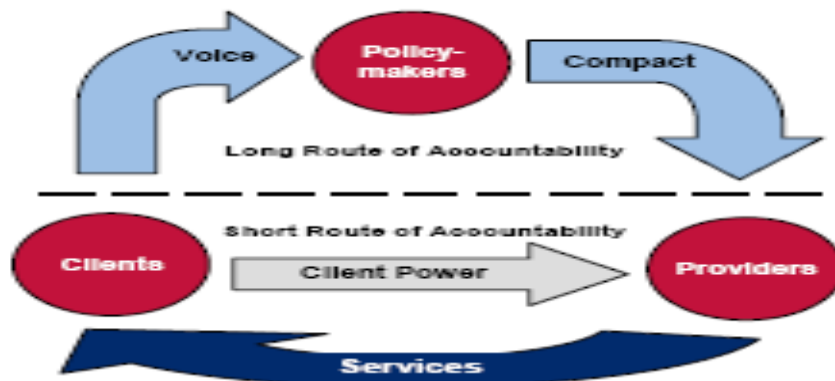 Voice
Policy-
makers
Compact
Long Route of Accountability
Short Route of Accountability
Clients
Client Power
Providers
Services